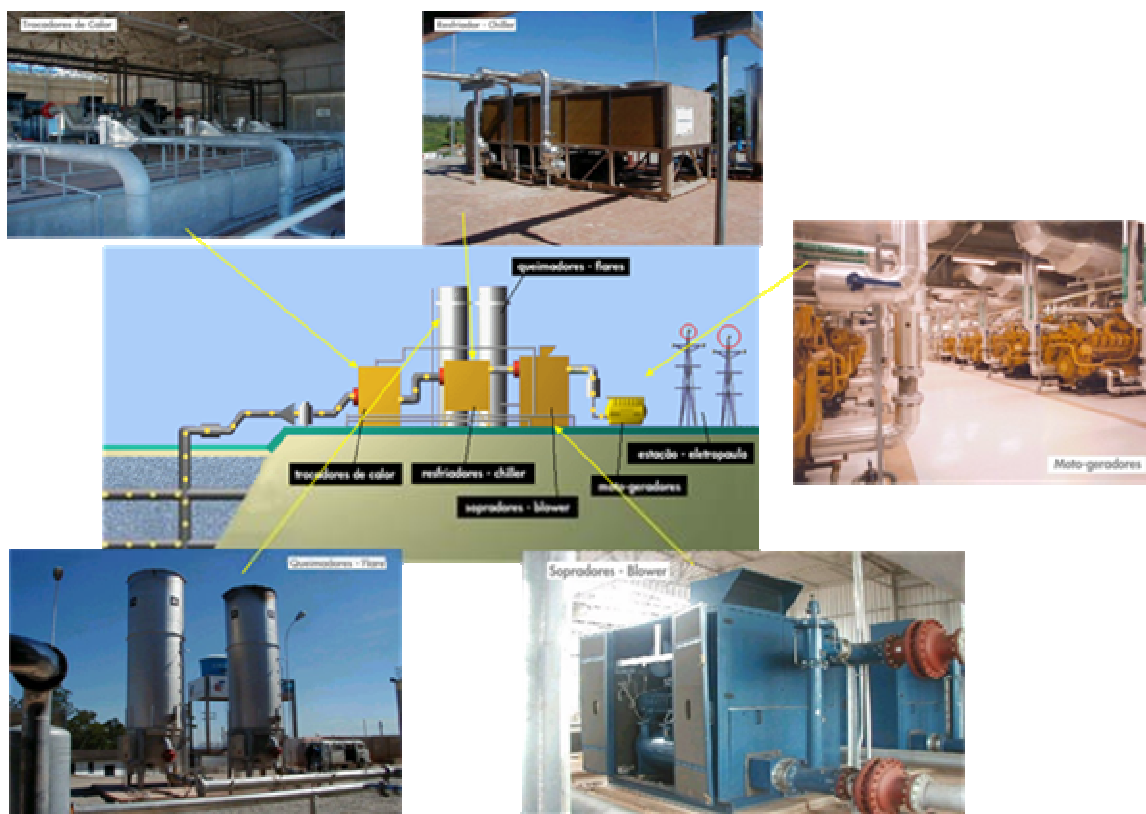 Trocadores de Calor
Resfriador - Chiller
queimadores - flares
trocadores de calor
resfriadores - chiller
sopradores - blower
moto-geradores
estação - eletropaulo
Moto-geradores
Queimadores - Flare
Sopradores - Blower